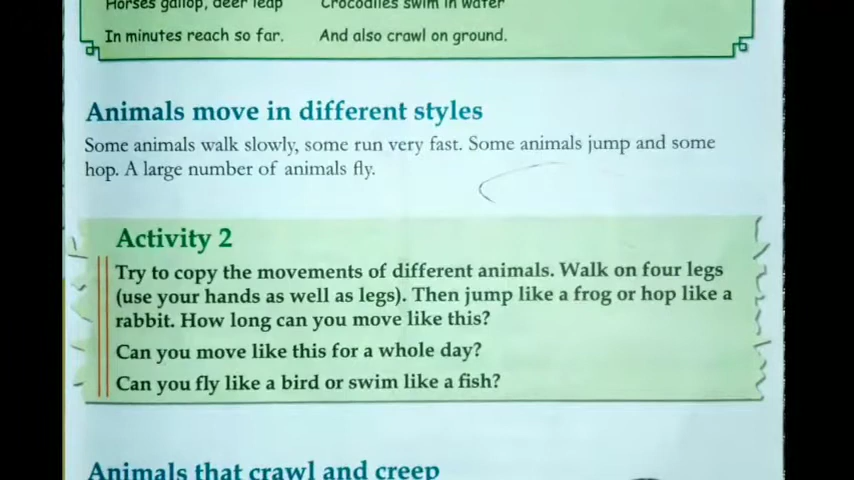 Horses gallop, deer leap
Crocodiles swim in water
In minutes reach so far.
And also crawl on ground.
Animals move in different styles
Some animals walk slowly, some run very fast. Some animals jump and some
hop. A large number of animals fly.
Activity 2
Try to copy the movements of different animals. Walk on four legs
(use your hands as well as legs). Then jump like a frog or hop like a
rabbit. How long can you move like this?
Can you move like this for a whole day?
Can you fly like a bird or swim like a fish?
Animals that crawl and creep